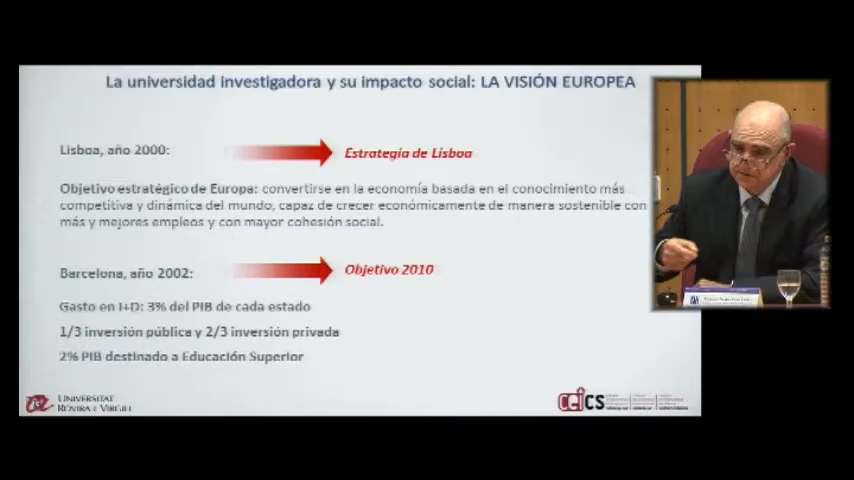 La universidad investigadora y su impacto social: LA VISIÓN EUROPEA
Lisboa, año 2000:
Estrategia de Lisboa
Objetivo estratégico de Europa: convertirse en la economía basada en el conocimiento más
competitiva y dinámica del mundo, capaz de crecer económicamente de manera sostenible con
más y mejores empleos y con mayor cohesión social.
Barcelona, año 2002:
Objetivo 2010
Gasto en I+D: 3% del PIB de cada estado
1/3 inversión pública y 2/3 inversión privada
2% PIB destinado a Educación Superior
UNIVERSITAT
ROVIRA I VIRGILI
CEICS